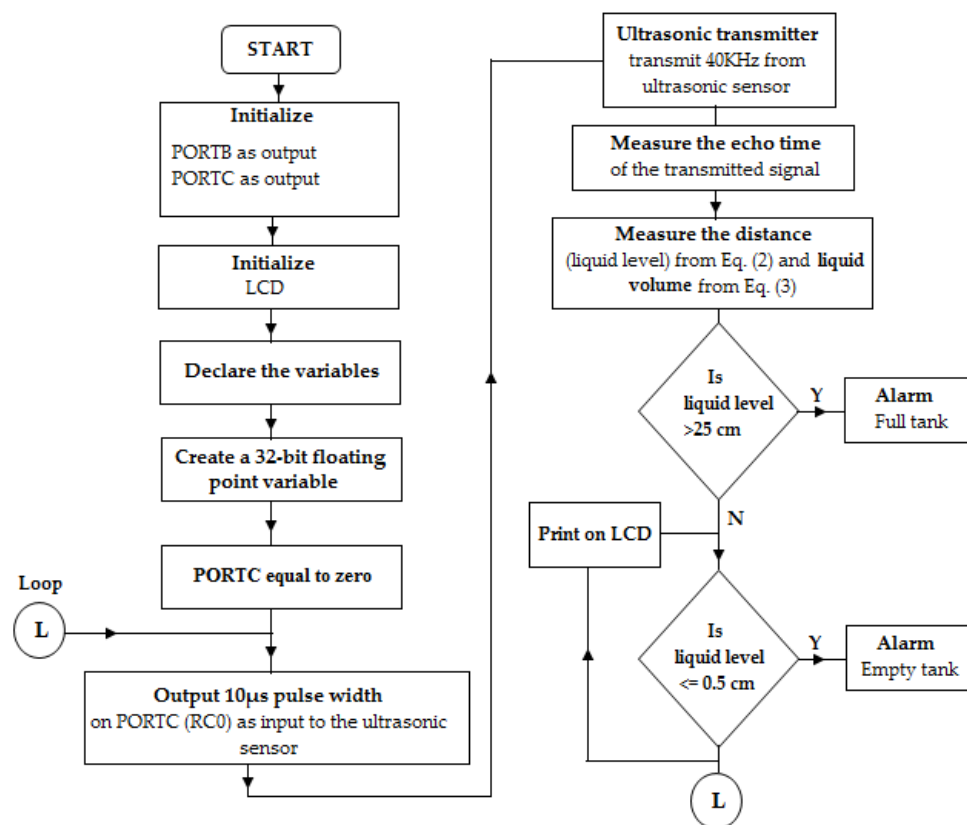 START
Initialize
PORTB as output
PORTC as output
Initialize
LCD
Declare the variables
Create a 32-bit floating
point variable
PORTC equal to zero
Loop
L
Output 10µs pulse width
on PORTC (RC0) as input to the ultrasonic
sensor
Ultrasonic transmitter
transmit 40KHz from
ultrasonic sensor
Measure the echo time
of the transmitted signal
Measure the distance
(liquid level) from Eq. (2) and liquid
volume from Eq. (3)
Is
liquid level
>25 cm
Y
Alarm
Full tank
N
Print on LCD
Is
liquid level
<= 0.5 cm
Y
Alarm
Empty tank
L